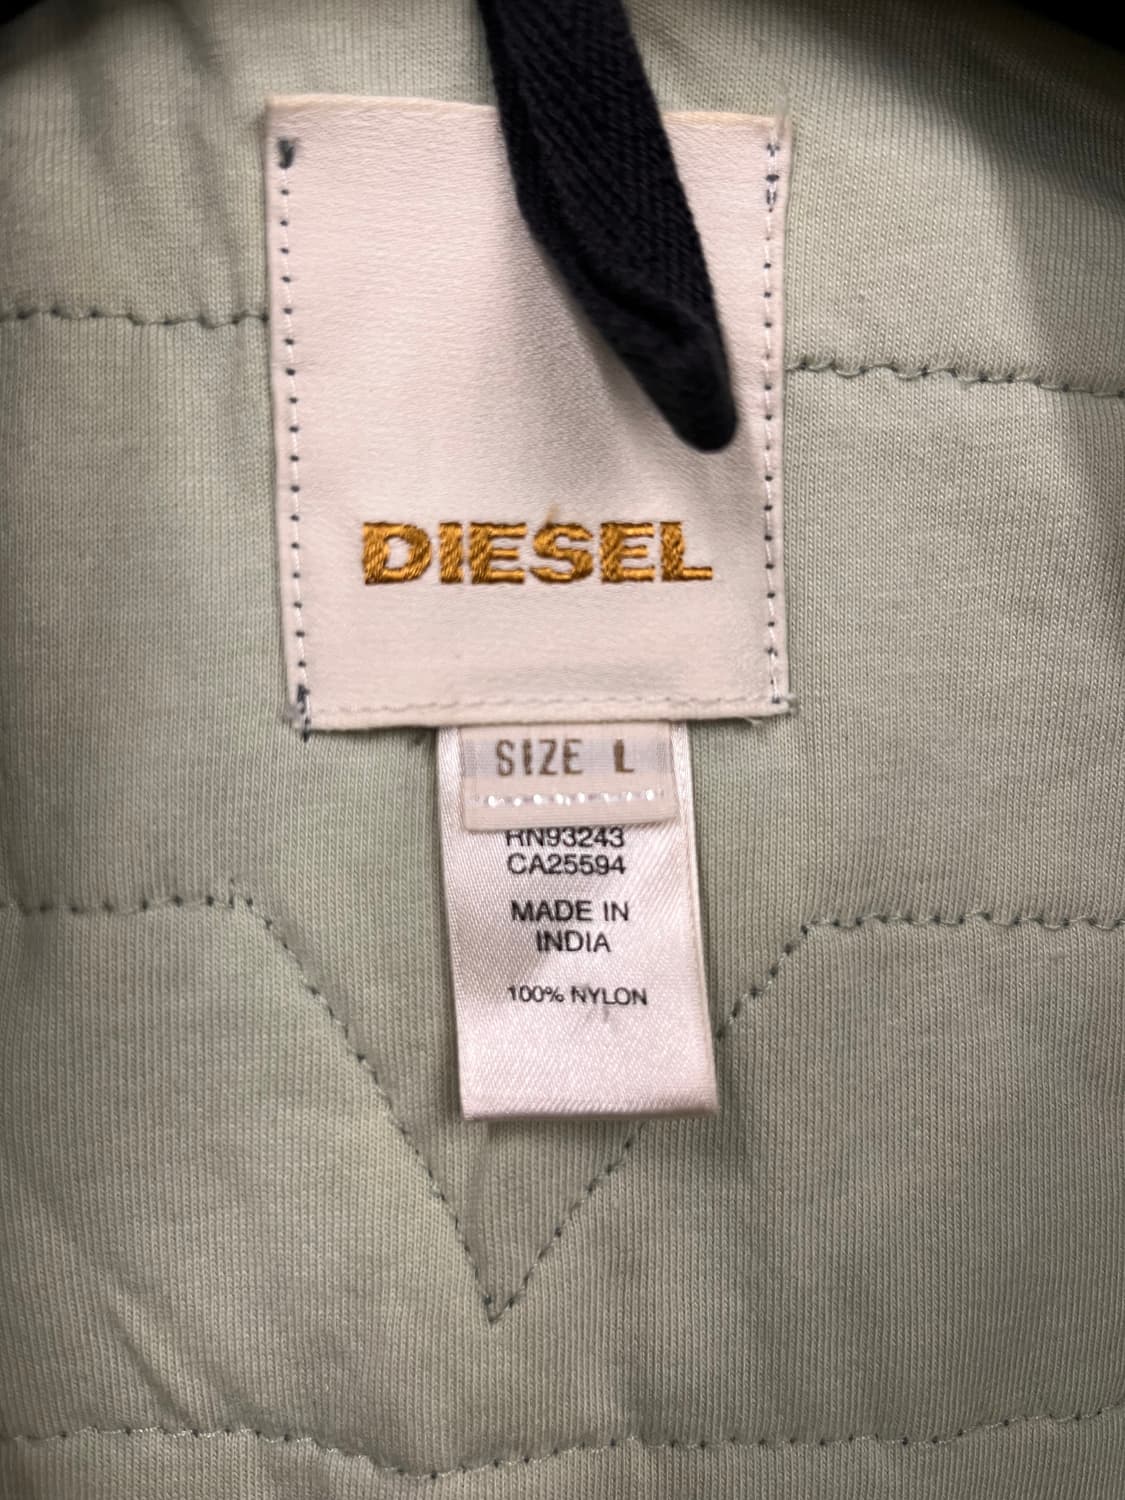 DIESEL
SIZE L
RN93243
CA25594
MADE IN
INDIA
100% NYLON